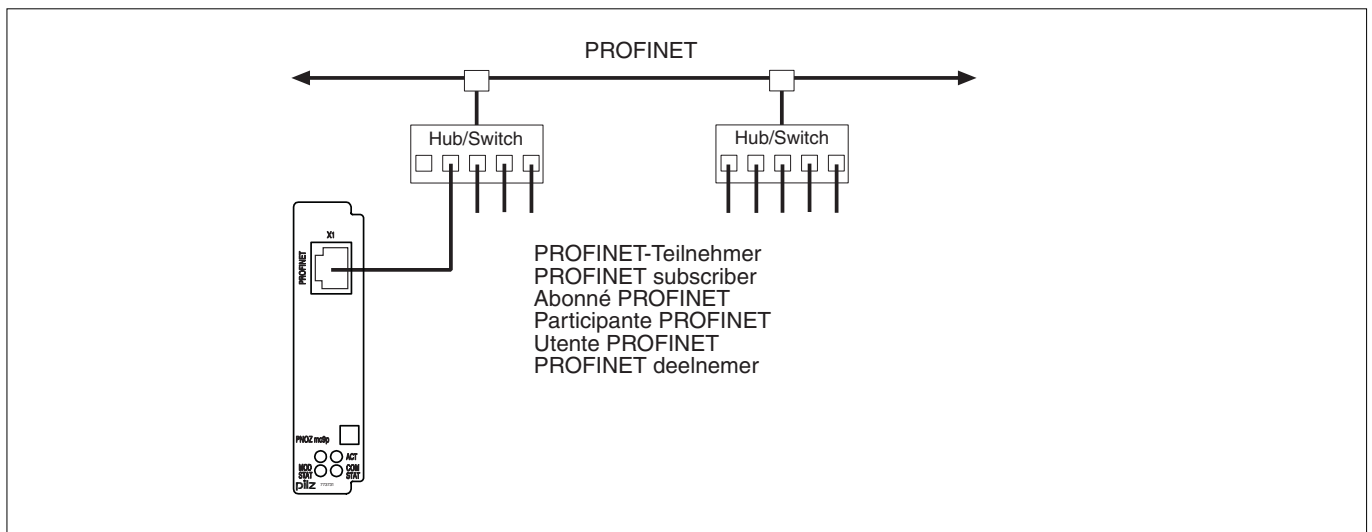 PROFINET
Hub/Switch
Hub/Switch
X1
PROFINET
PROFINET-Teilnehmer
PROFINET subscriber
Abonné PROFINET
Participante PROFINET
Utente PROFINET
PROFINET deelnemer
PNOZ mc9p
ACT
MOD COM
STAT STAT
pilz